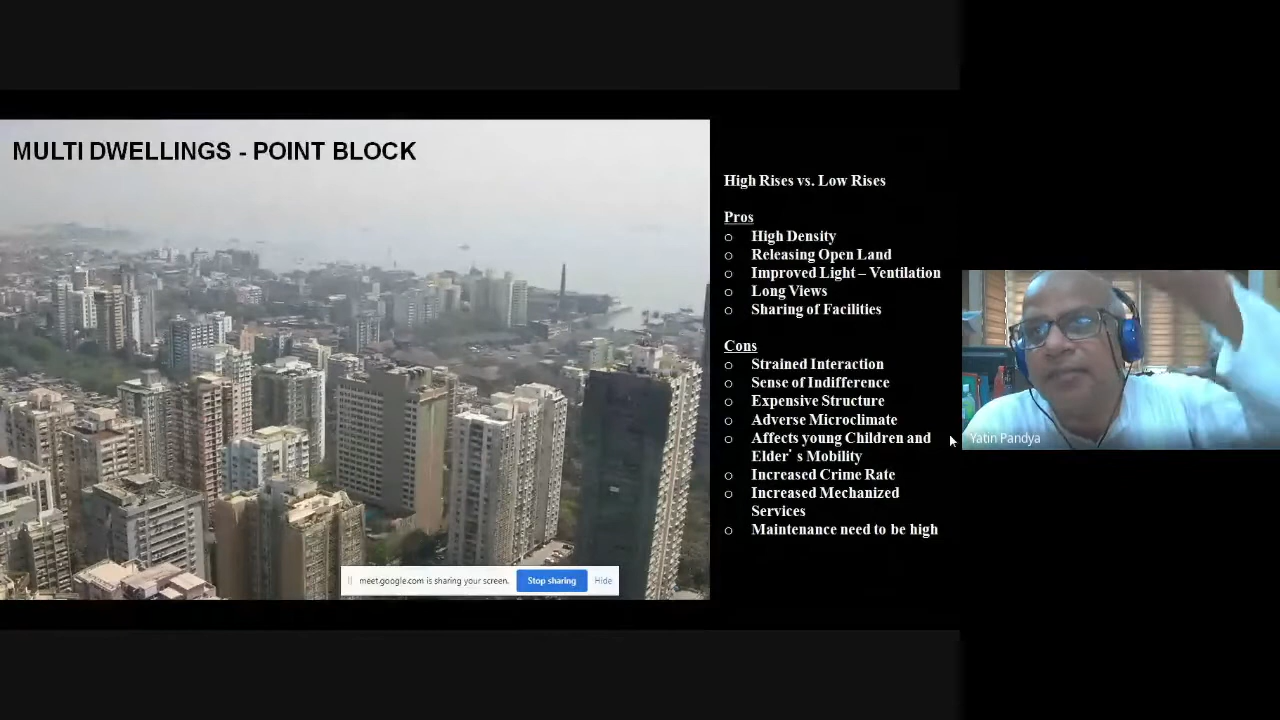 MULTI DWELLINGS - POINT BLOCK
High Rises vs. Low Rises
Pros
○ High Density
○ Releasing Open Land
○ Improved Light – Ventilation
○ Long Views
○ Sharing of Facilities
Cons
○ Strained Interaction
○ Sense of Indifference
○ Expensive Structure
○ Adverse Microclimate
○ Affects young Children and
Elder's Mobility
○ Increased Crime Rate
○ Increased Mechanized
Services
○ Maintenance need to be high
Yatin Pandya
meet.google.com is sharing your screen. Stop sharing Hide